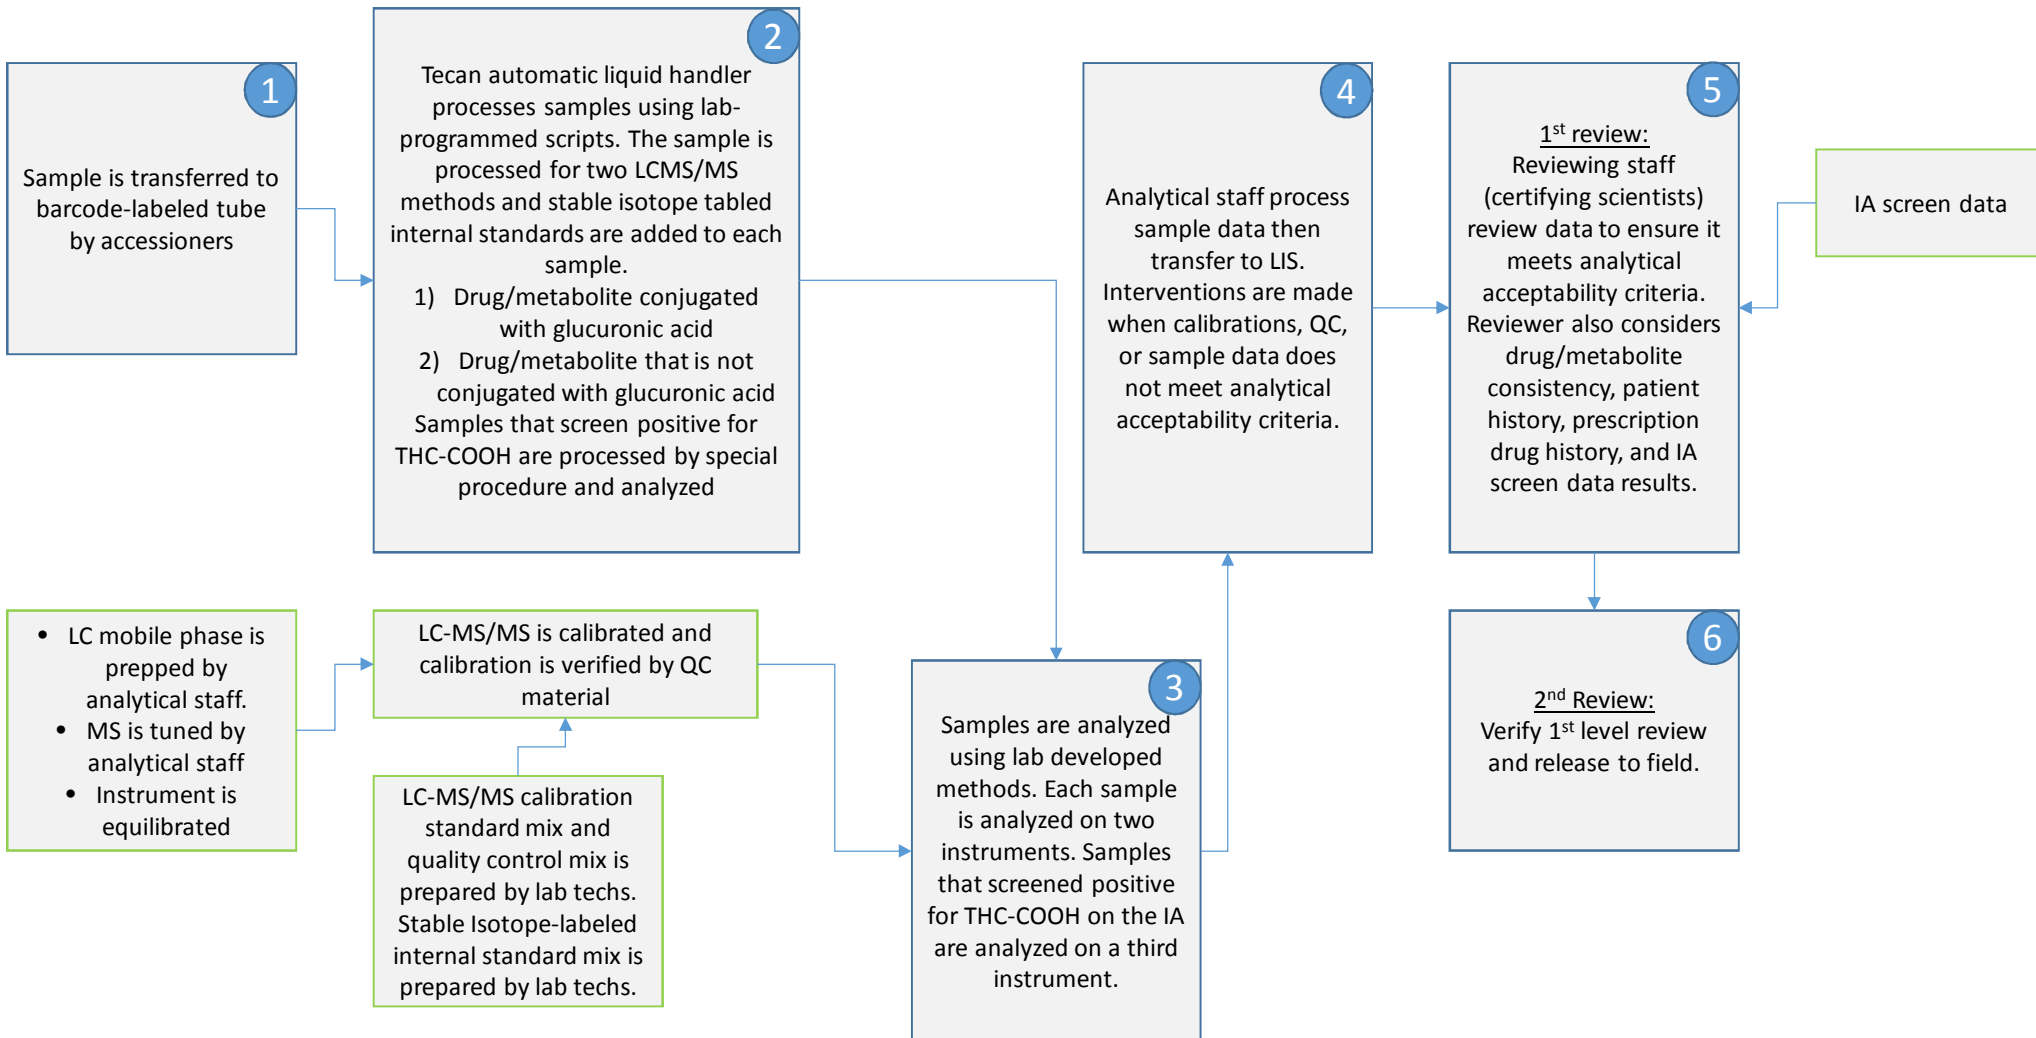 1
Sample is transferred to
barcode-labeled tube
by accessioners
2
Tecan automatic liquid handler
processes samples using lab-
programmed scripts. The sample is
processed for two LCMS/MS
methods and stable isotope tabled
internal standards are added to each
sample.
1) Drug/metabolite conjugated
with glucuronic acid
2) Drug/metabolite that is not
conjugated with glucuronic acid
Samples that screen positive for
THC-COOH are processed by special
procedure and analyzed
4
Analytical staff process
sample data then
transfer to LIS.
Interventions are made
when calibrations, QC,
or sample data does
not meet analytical
acceptability criteria.
5
1st review:
Reviewing staff
(certifying scientists)
review data to ensure it
meets analytical
acceptability criteria.
Reviewer also considers
drug/metabolite
consistency, patient
history, prescription
drug history, and IA
screen data results.
IA screen data
• LC mobile phase is
prepped by
analytical staff.
• MS is tuned by
analytical staff
• Instrument is
equilibrated
LC-MS/MS is calibrated and
calibration is verified by QC
material
LC-MS/MS calibration
standard mix and
quality control mix is
prepared by lab techs.
Stable Isotope-labeled
internal standard mix is
prepared by lab techs.
3
Samples are analyzed
using lab developed
methods. Each sample
is analyzed on two
instruments. Samples
that screened positive
for THC-COOH on the IA
are analyzed on a third
instrument.
6
2nd Review:
Verify 1st level review
and release to field.